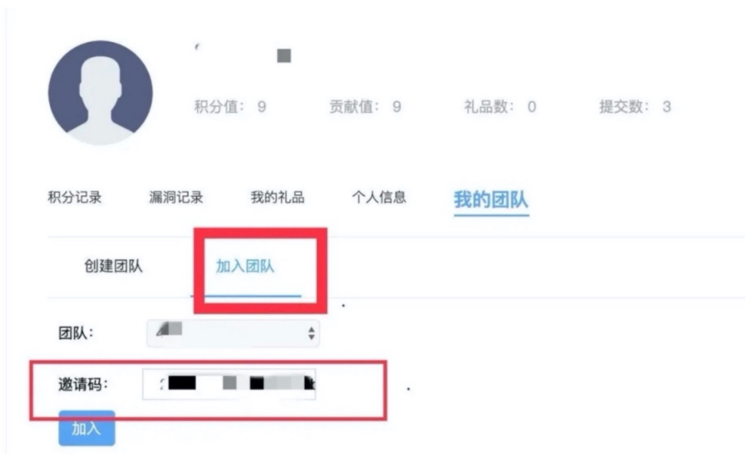 积分值： 9 贡献值： 9 礼品数： 0 提交数： 3
积分记录 漏洞记录 我的礼品 个人信息 我的团队
创建团队 加入团队
团队：
邀请码：
加入